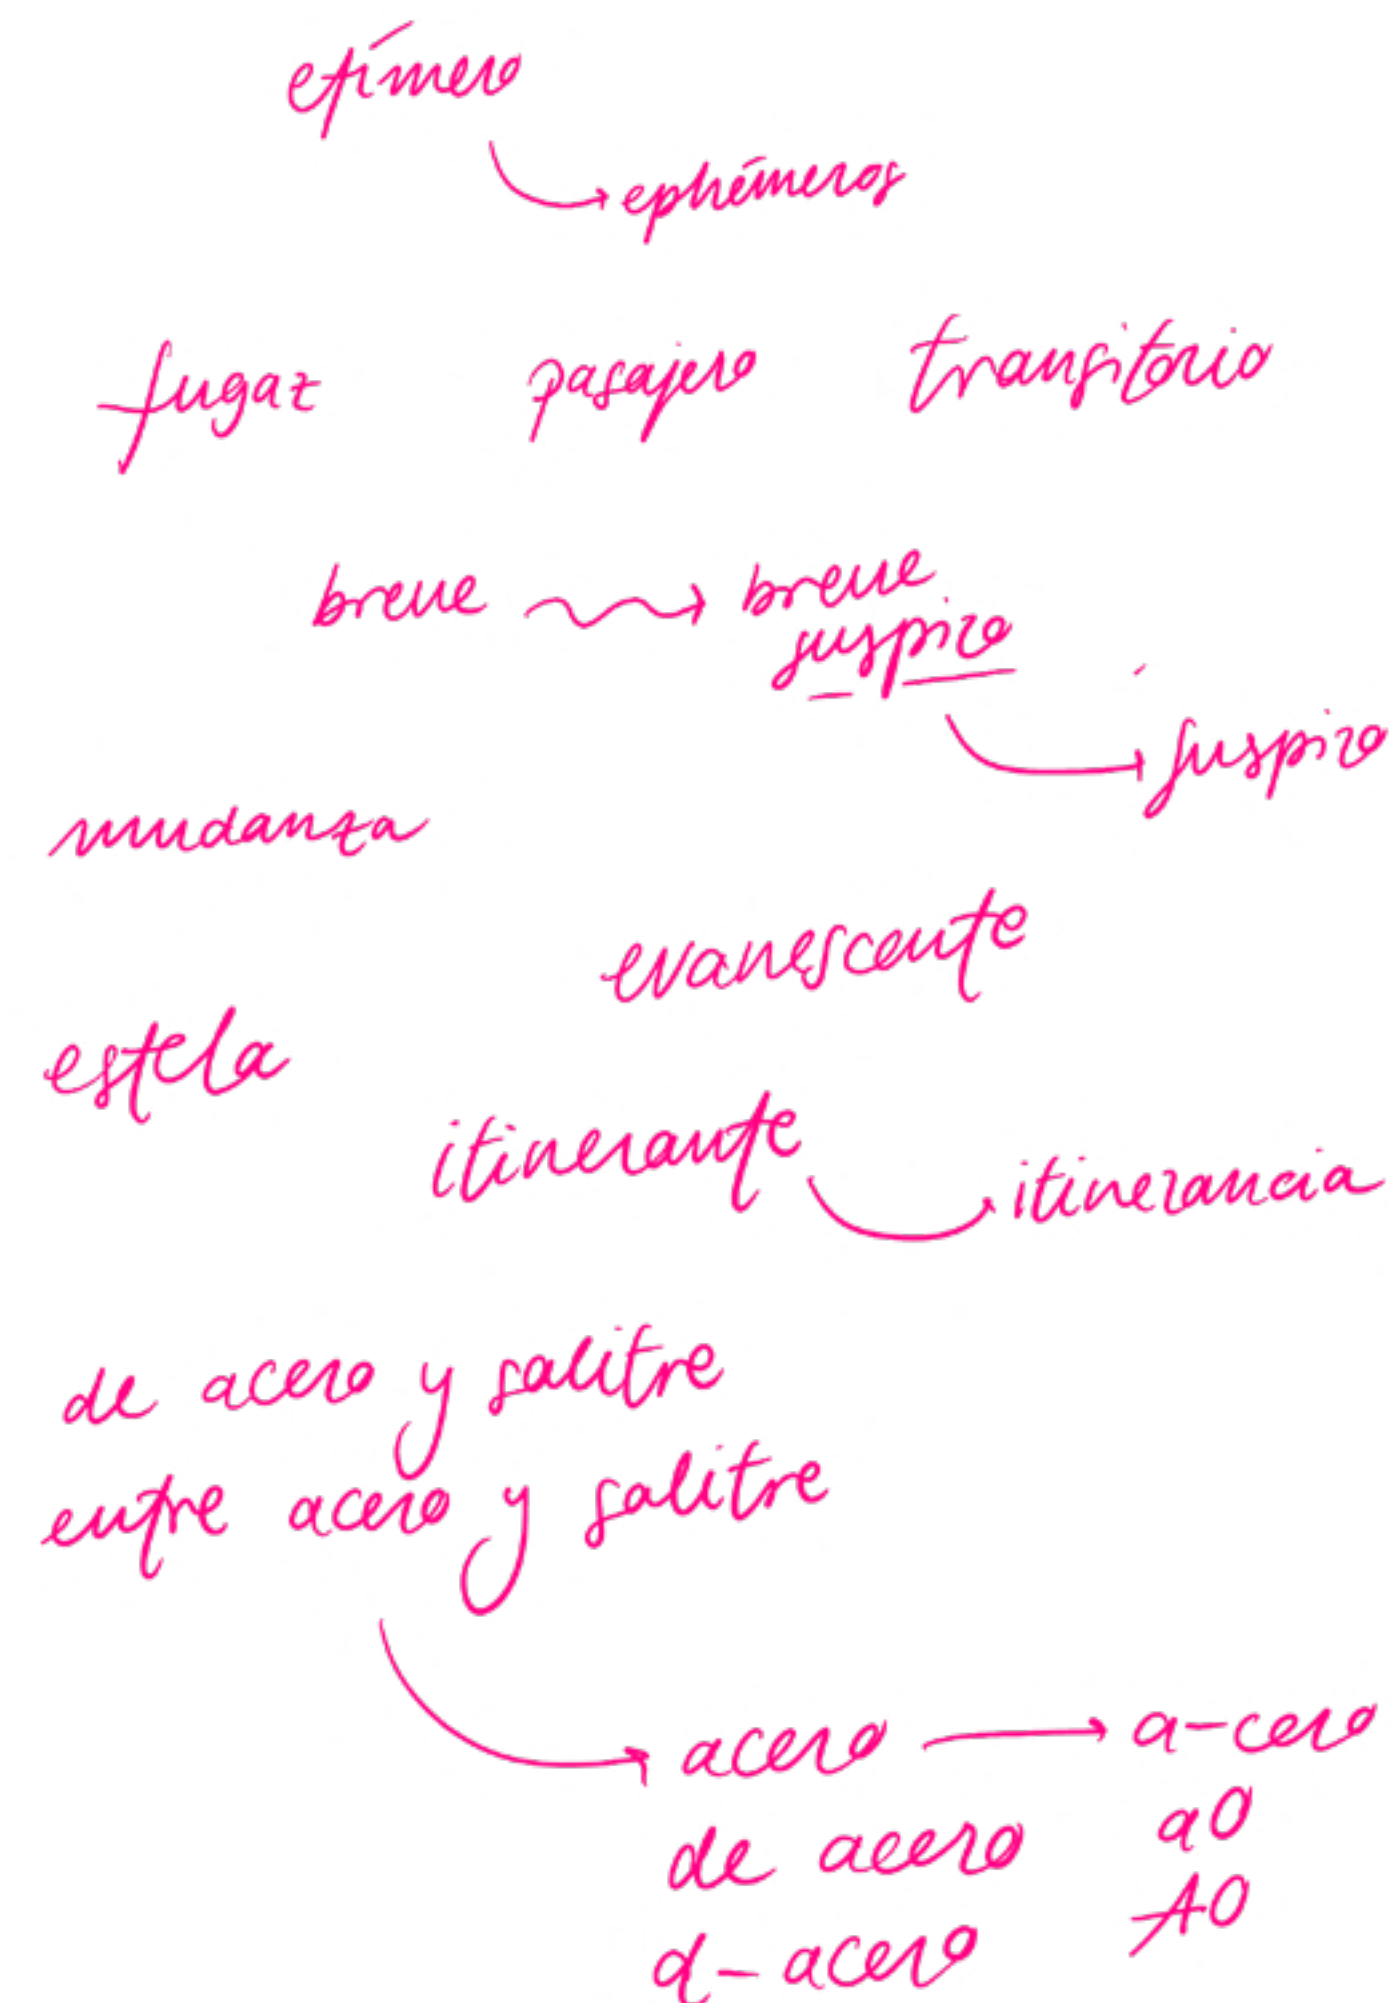 efímero
ephémeros
fugaz pasajero transitorio
breve breve
suspiro
suspiro
mudanza
evanescente
estela
itinerante
itinerancia
de acero y salitre
entre acero y salitre
acero a-cero
de acero a0
d-acero A0